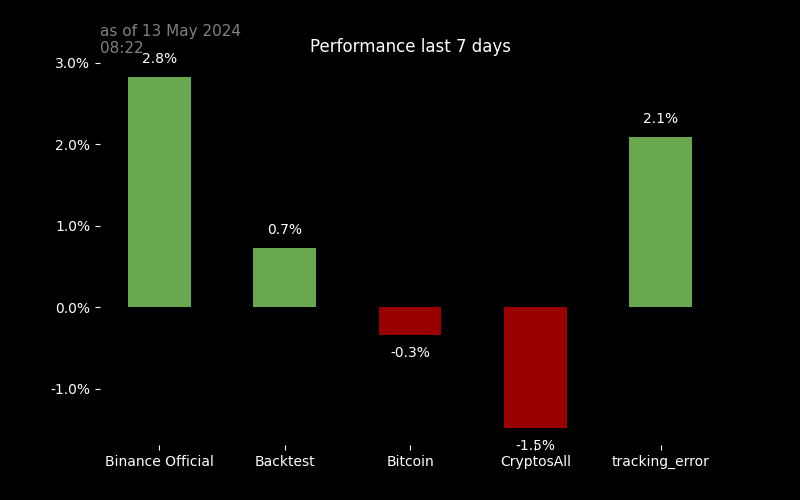 as of 13 May 2024
08:22
Performance last 7 days
3.0%
2.8%
2.0%
2.1%
1.0%
0.7%
0.0%
-0.3%
-1.0%
-1.5%
Binance Official
Backtest
Bitcoin
CryptosAll
tracking_error